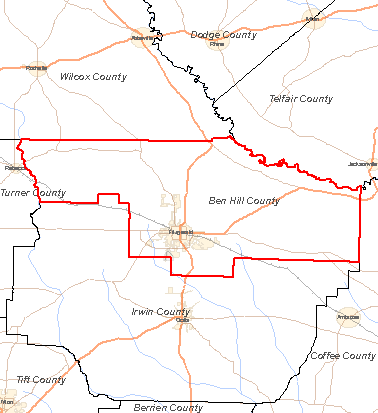 Milan
Dodge County
Abbeville
Rhine
Rochelle
Wilcox County
Telfair County
Jacksonville
Rebecca
Turner County
Ben Hill County
Fitzgerald
Irwin County
Ocilla
Ambrose
Coffee County
Tift County
Berrien County